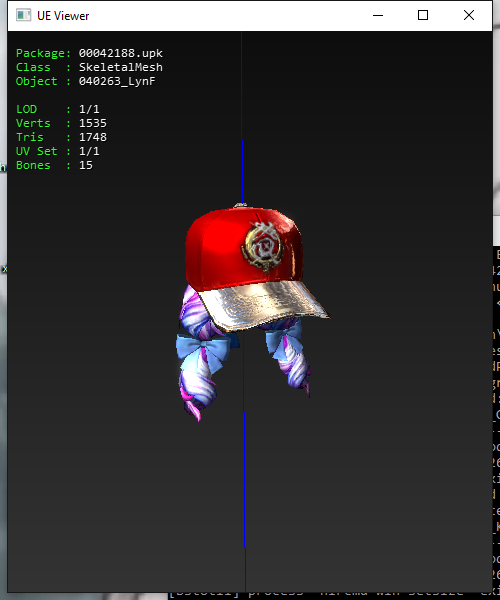 UE Viewer
Package: 00042188.upk
Class : SkeletalMesh
Object : 040263_LynF
LOD : 1/1
Verts : 1535
Tris : 1748
UV Set : 1/1
Bones : 15